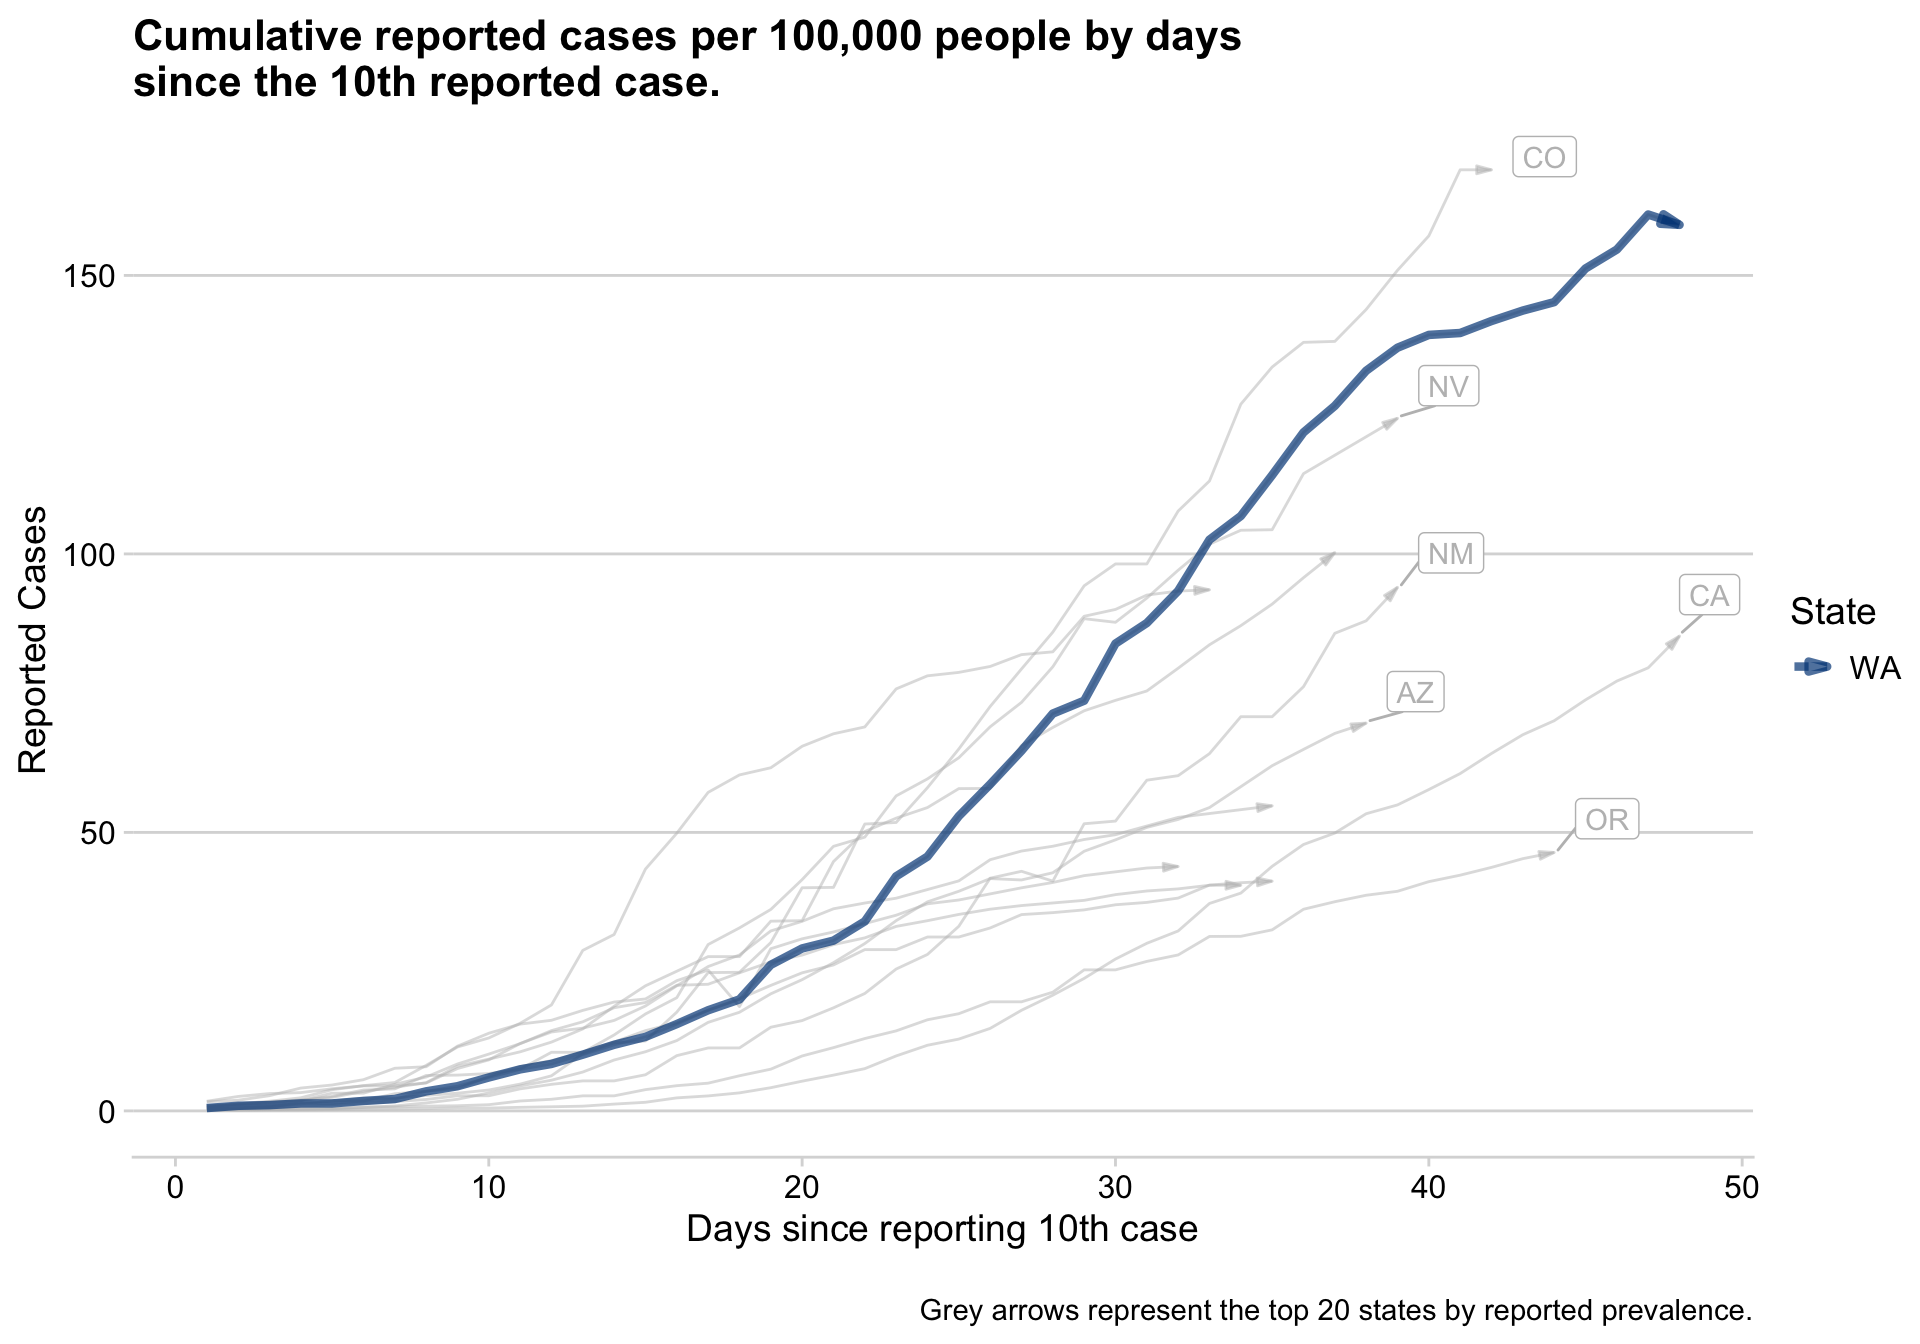 Cumulative reported cases per 100,000 people by days
since the 10th reported case.
CO
150
NV
100
NM
CA
Reported Cases
State
WA
AZ
50
OR
0
0 10 20 30 40 50
Days since reporting 10th case
Grey arrows represent the top 20 states by reported prevalence.